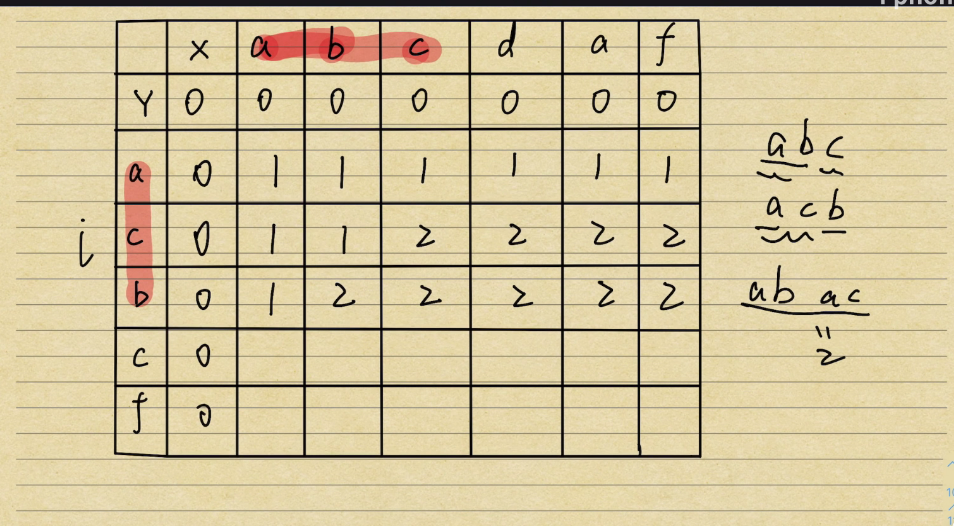 x a b c d a f
Y 0 0 0 0 0 0 0
a 0 1 1 1 1 1 1
i c 0 1 1 2 2 2 2
b 0 1 2 2 2 2 2
c 0
f 0
abc
acb
ab ac
"
2